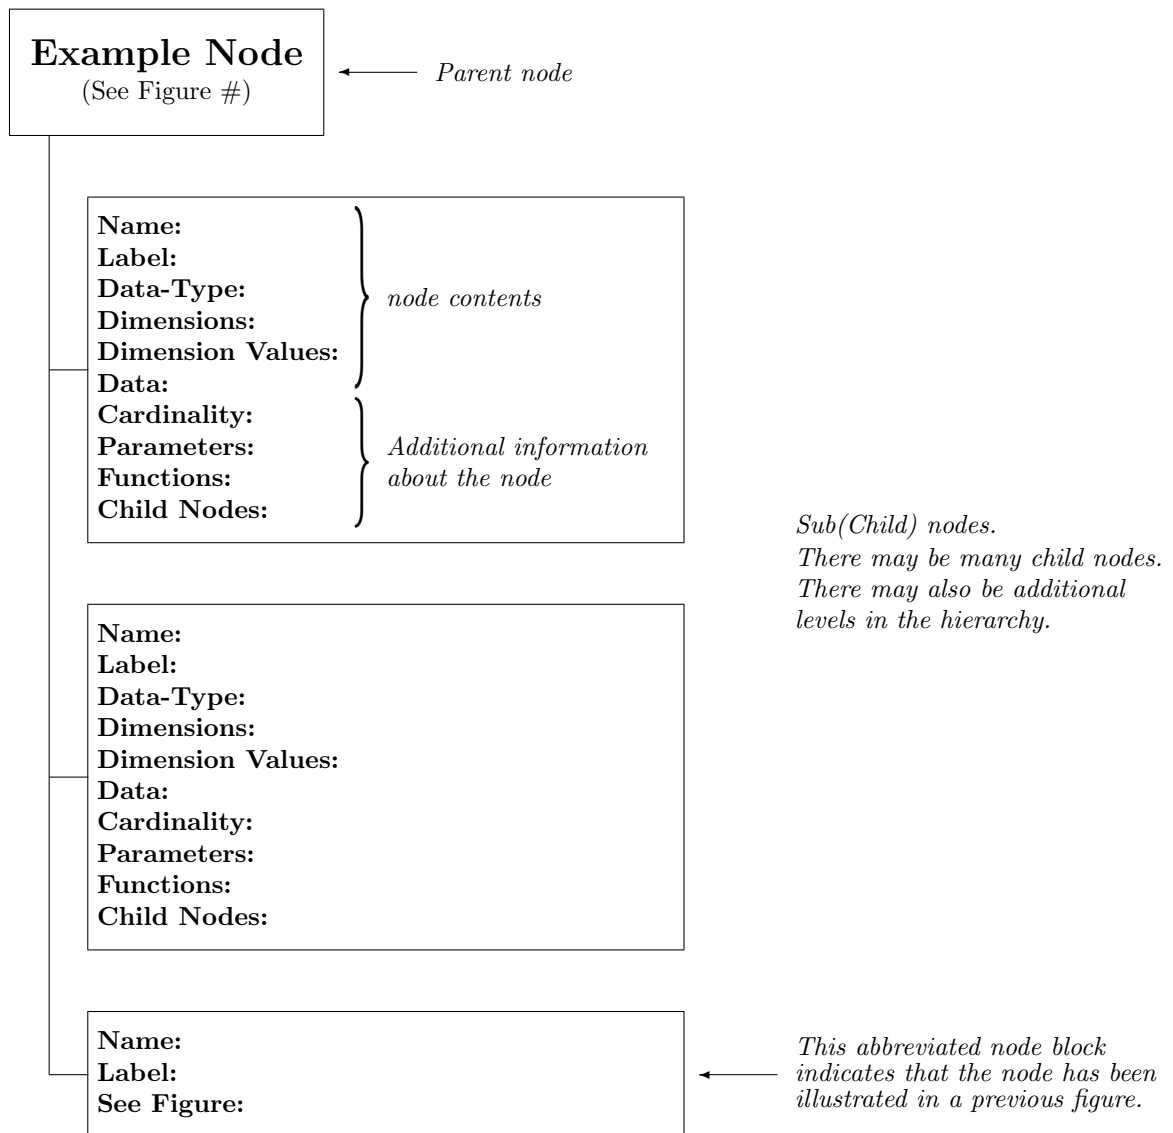 Example Node
(See Figure #)
Parent node
Name:
Label:
Data-Type:
Dimensions:
Dimension Values:
Data:
Cardinality:
Parameters:
Functions:
Child Nodes:
node contents
Additional information
about the node
Sub(Child) nodes.
There may be many child nodes.
There may also be additional
levels in the hierarchy.
Name:
Label:
Data-Type:
Dimensions:
Dimension Values:
Data:
Cardinality:
Parameters:
Functions:
Child Nodes:
Name:
Label:
See Figure:
This abbreviated node block
indicates that the node has been
illustrated in a previous figure.